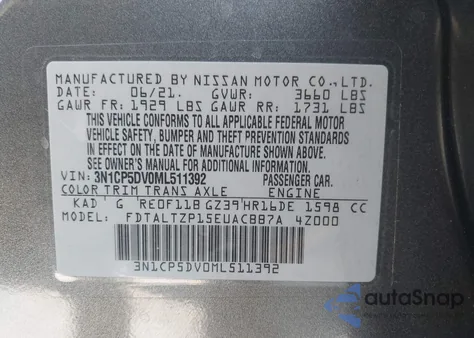 MANUFACTURED BY NISSAN MOTOR CO.,LTD.
DATE: 06/21. GVWR: 3660 LBS
GAWR FR: 1929 LBS GAWR RR: 1731 LBS
THIS VEHICLE CONFORMS TO ALL APPLICABLE FEDERAL MOTOR
VEHICLE SAFETY, BUMPER AND THEFT PREVENTION STANDARDS
IN EFFECT ON THE DATE OF MANUFACTURE SHOWN ABOVE.
SEE OWNER'S MANUAL FOR ADDITIONAL INFORMATION.
VIN: 3N1CP5DV0ML511392 PASSENGER CAR
COLOR TRIM TRANS AXLE ENGINE
KAD G RE0F11B GZ39 HR16DE 1598 CC
MODEL: FDTALTZP15EUACBB7A 4Z000
3N1CP5DV0ML511392
autoSnap